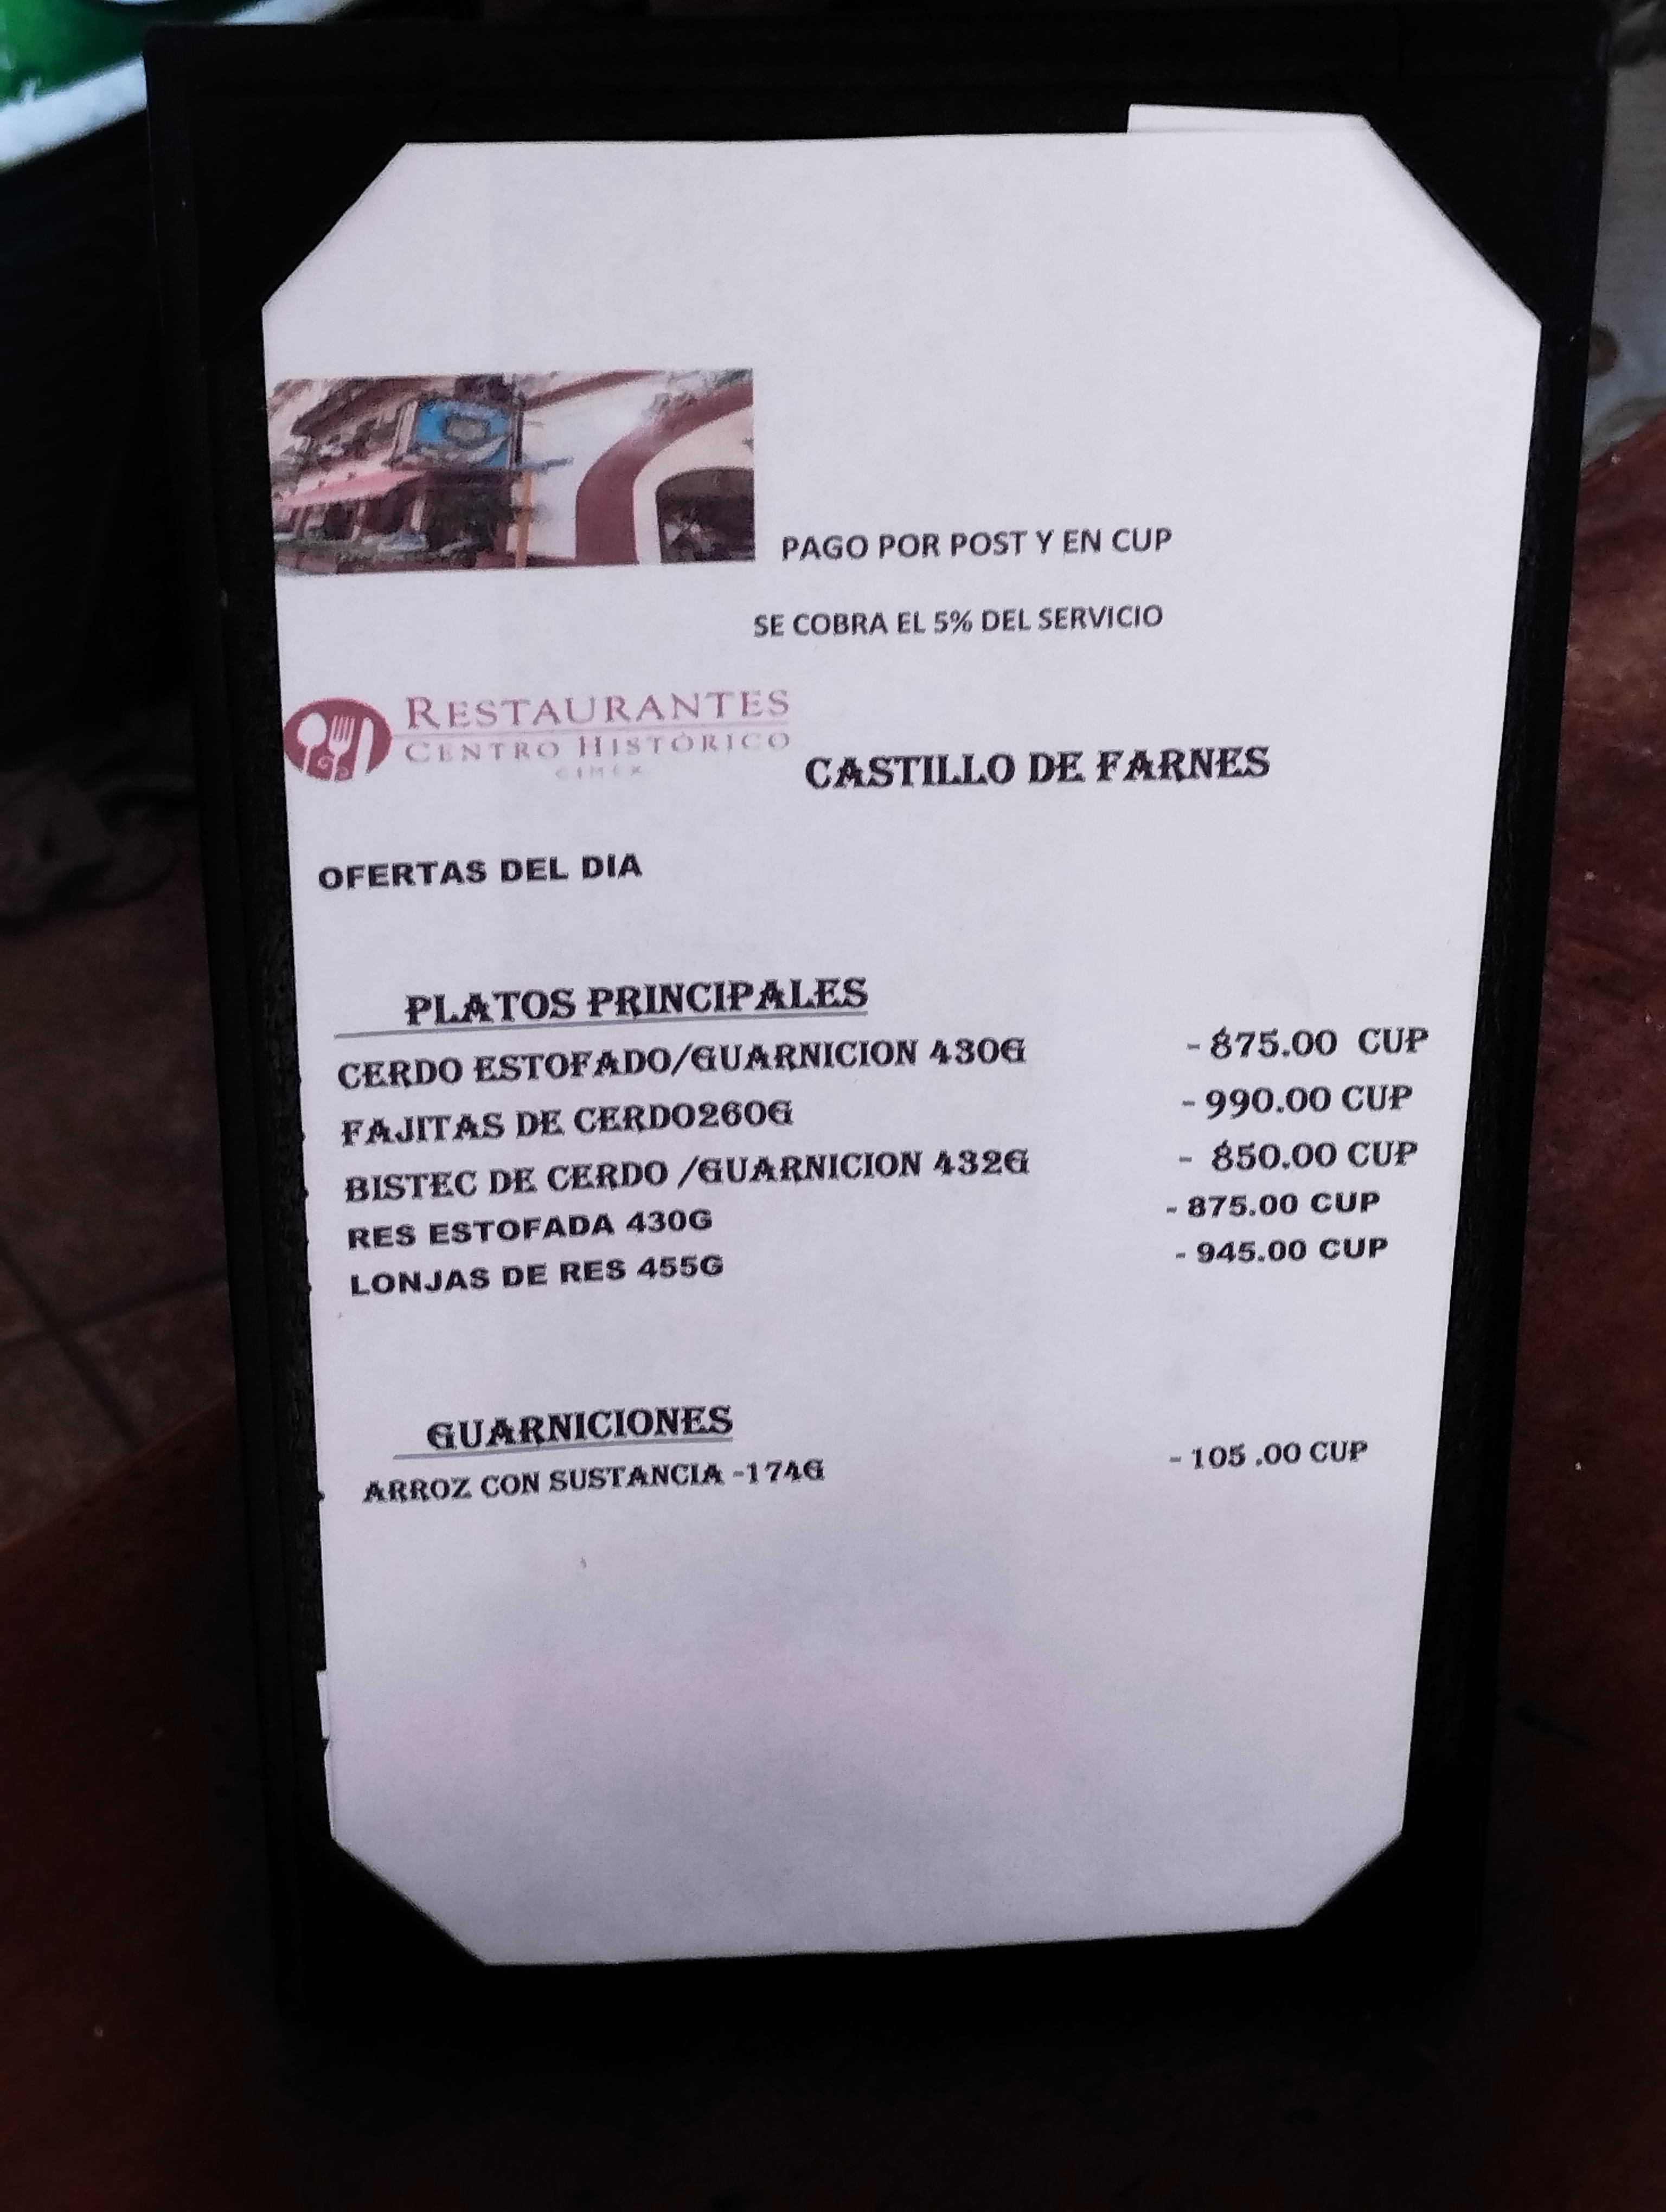 PAGO POR POST Y EN CUP
SE COBRA EL 5% DEL SERVICIO
RESTAURANTES
CENTRO HISTÓRICO
CIMEX
CASTILLO DE FARNES
OFERTAS DEL DIA
PLATOS PRINCIPALES
CERDO ESTOFADO/GUARNICION 430G - 875.00 CUP
FAJITAS DE CERDO260G - 990.00 CUP
BISTEC DE CERDO /GUARNICION 432G - 850.00 CUP
RES ESTOFADA 430G - 875.00 CUP
LONJAS DE RES 455G - 945.00 CUP
GUARNICIONES
ARROZ CON SUSTANCIA -174G - 105 .00 CUP